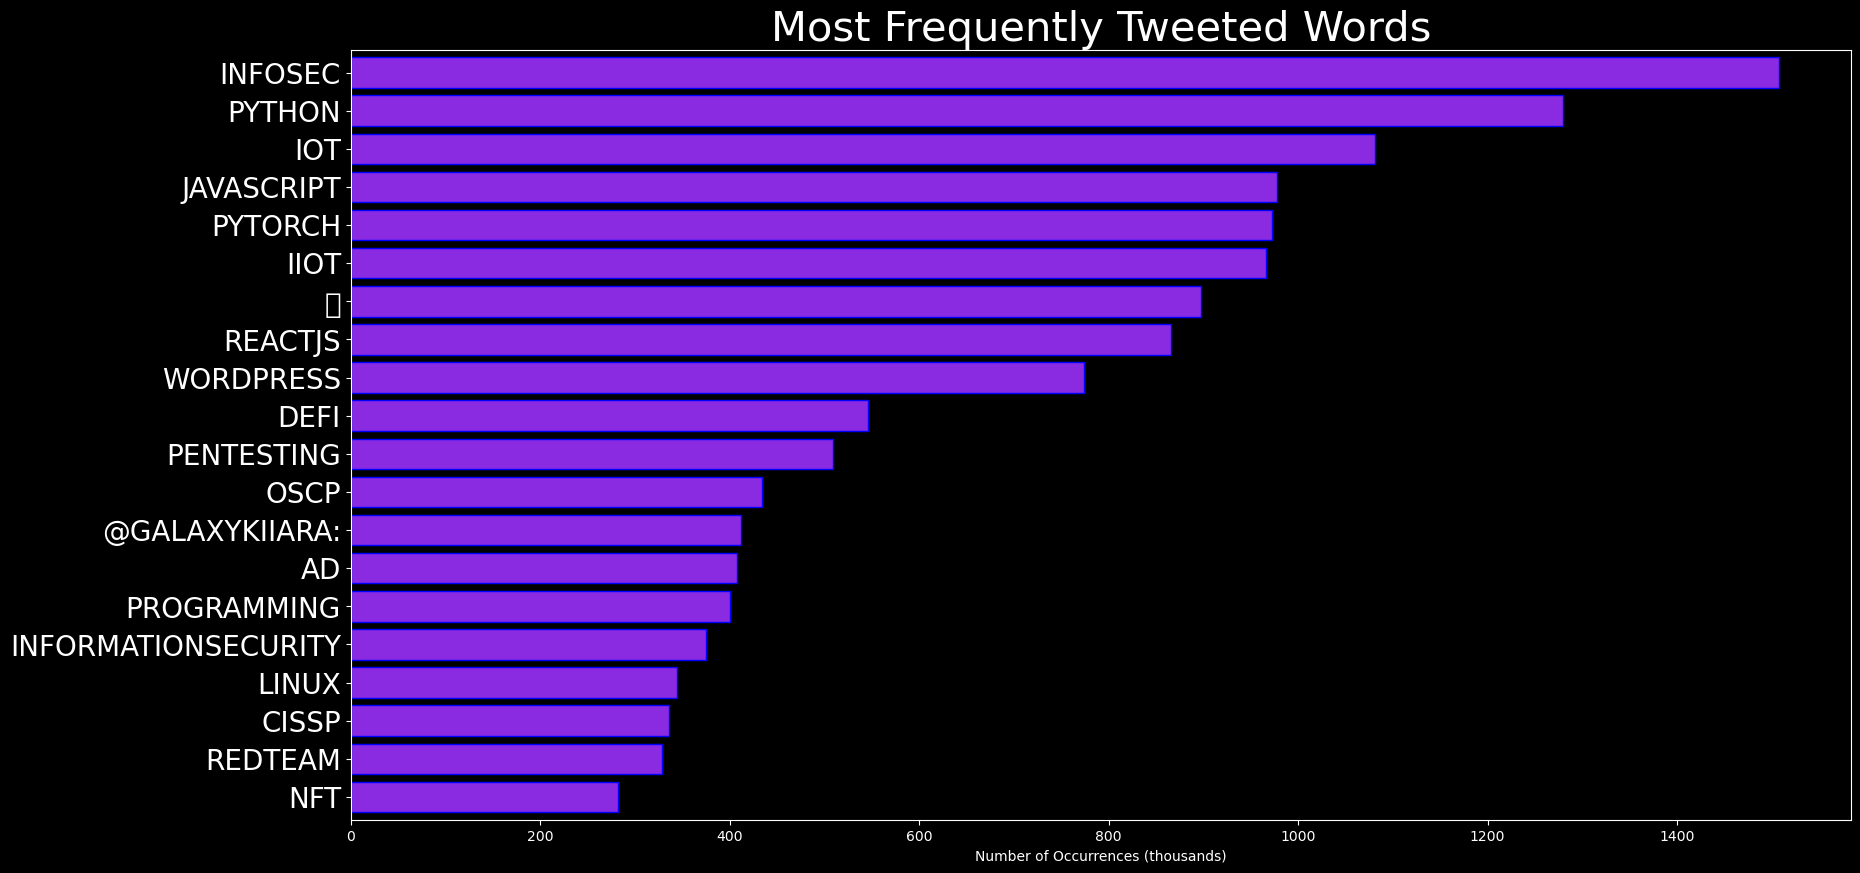 Most Frequently Tweeted Words
INFOSEC
PYTHON
IOT
JAVASCRIPT
PYTORCH
IIOT
REACTJS
WORDPRESS
DEFI
PENTESTING
OSCP
@GALAXYKIIARA:
AD
PROGRAMMING
INFORMATIONSECURITY
LINUX
CISSP
REDTEAM
NFT
0 200 400 600 800 1000 1200 1400
Number of Occurrences (thousands)